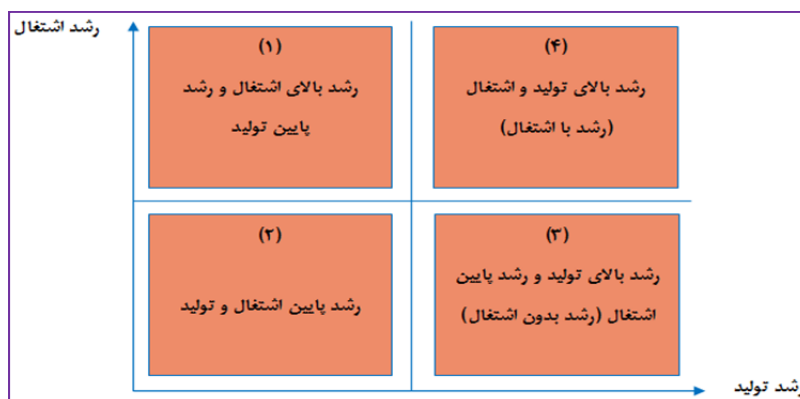 رشد اشتغال
(۱)
رشد بالای اشتغال و رشد
پایین تولید
(۴)
رشد بالای تولید و اشتغال
(رشد با اشتغال)
(۲)
رشد پایین اشتغال و تولید
(۳)
رشد بالای تولید و رشد پایین
اشتغال (رشد بدون اشتغال)
رشد تولید